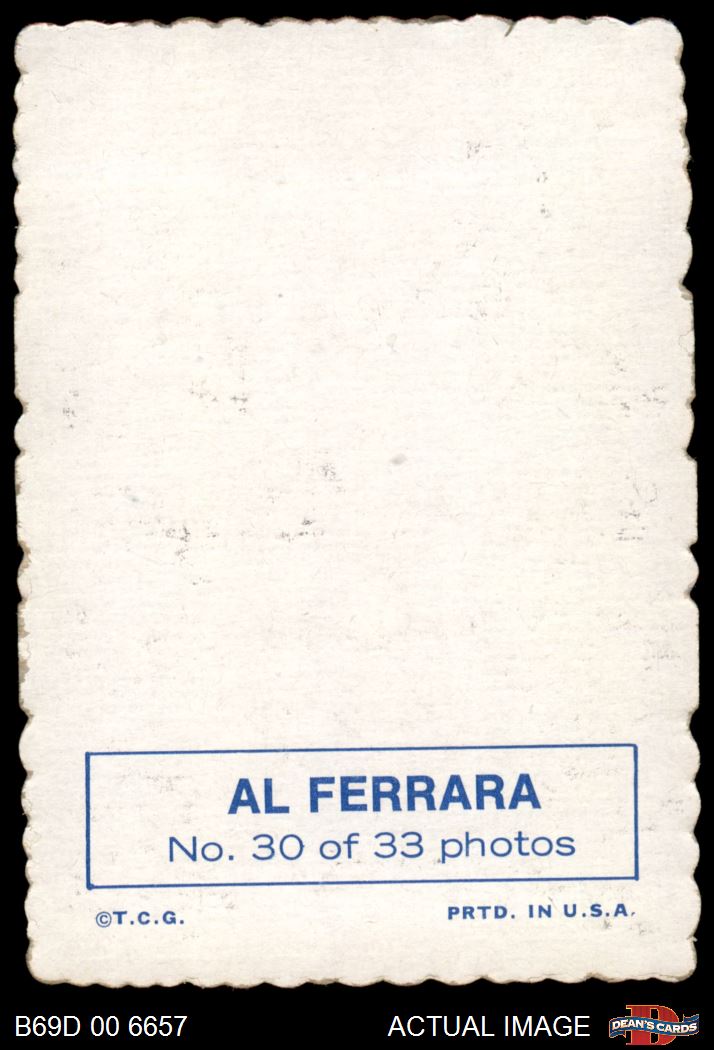 AL FERRARA
No. 30 of 33 photos
©T.C.G. PRTD. IN U.S.A.
B69D 00 6657 ACTUAL IMAGE DEAN'S CARDS